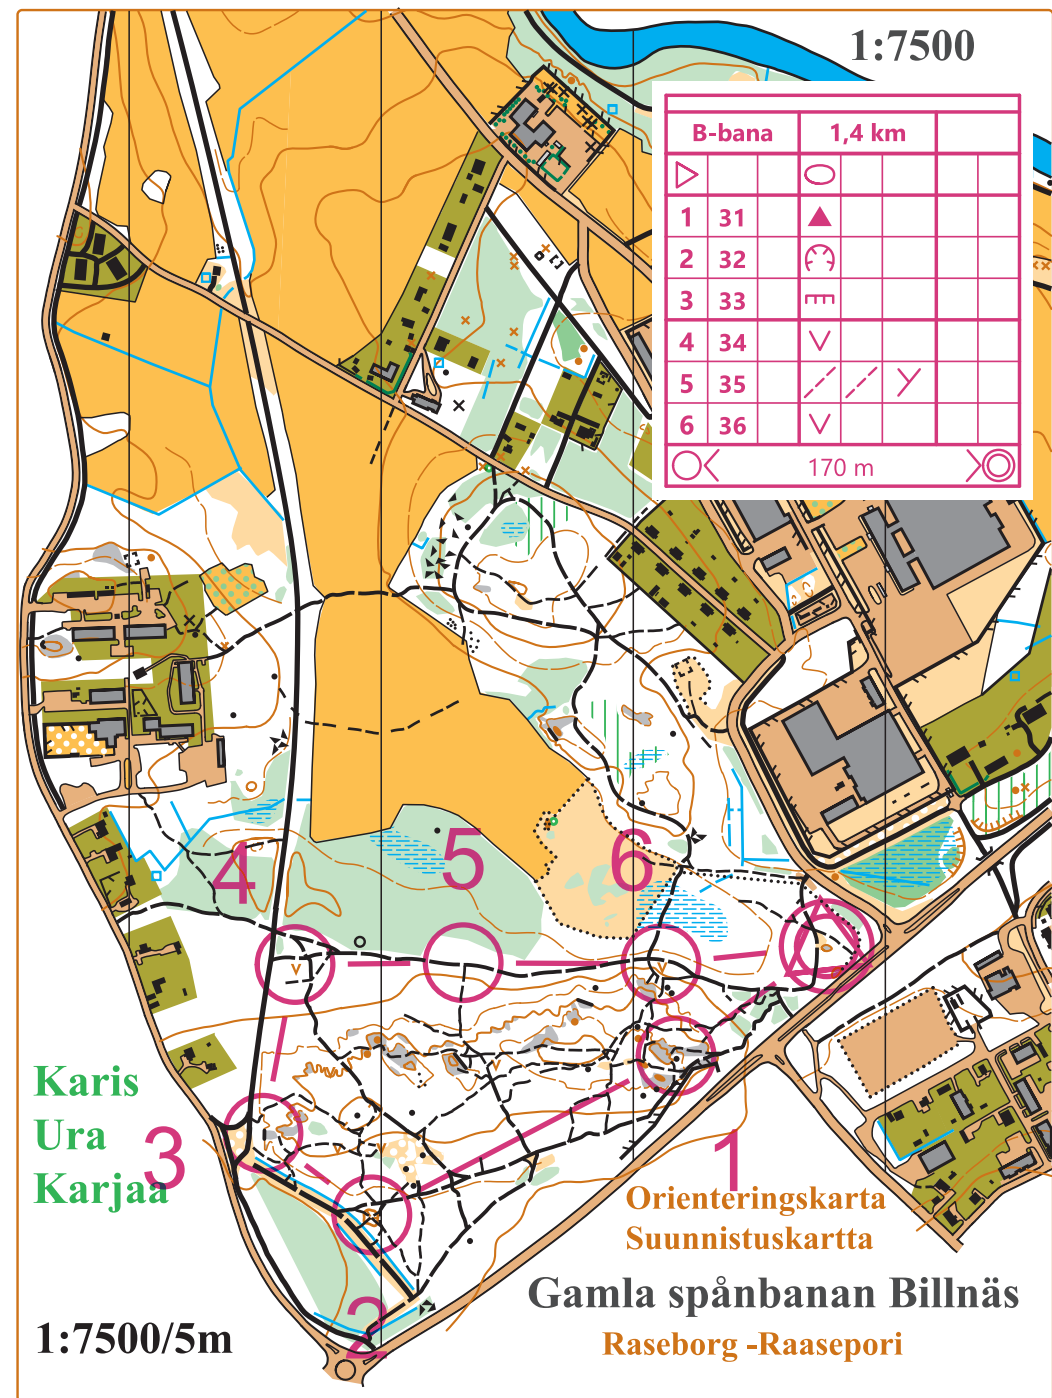 1:7500
B-bana 1,4 km
1 31
2 32
3 33
4 34
5 35
6 36
170 m
4
5
6
3
1
2
Karis
Ura
Karjaa
Orienteringskarta
Suunnistuskartta
Gamla spånbanan Billnäs
1:7500/5m
Raseborg -Raasepori